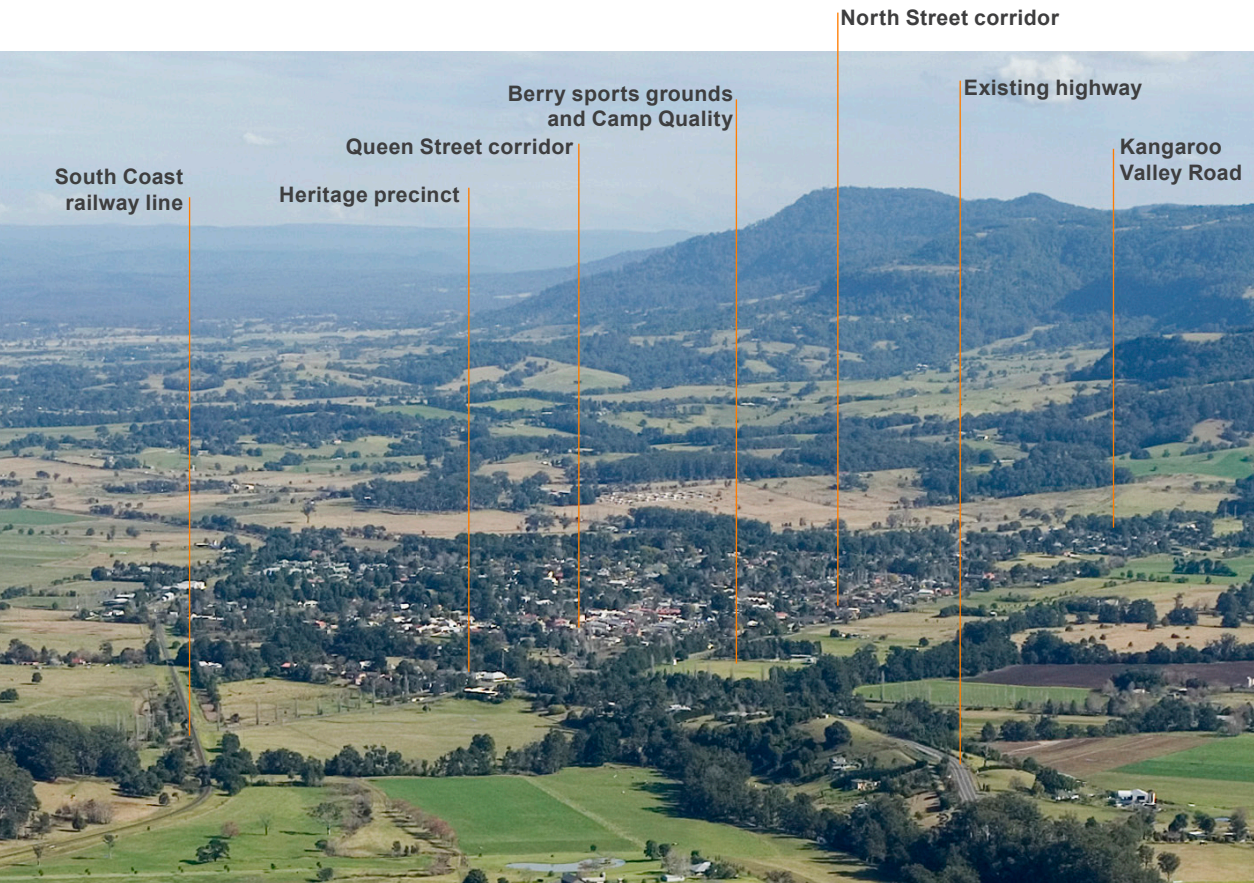 North Street corridor
Existing highway
Berry sports grounds
and Camp Quality
Queen Street corridor
Kangaroo
Valley Road
South Coast
railway line
Heritage precinct